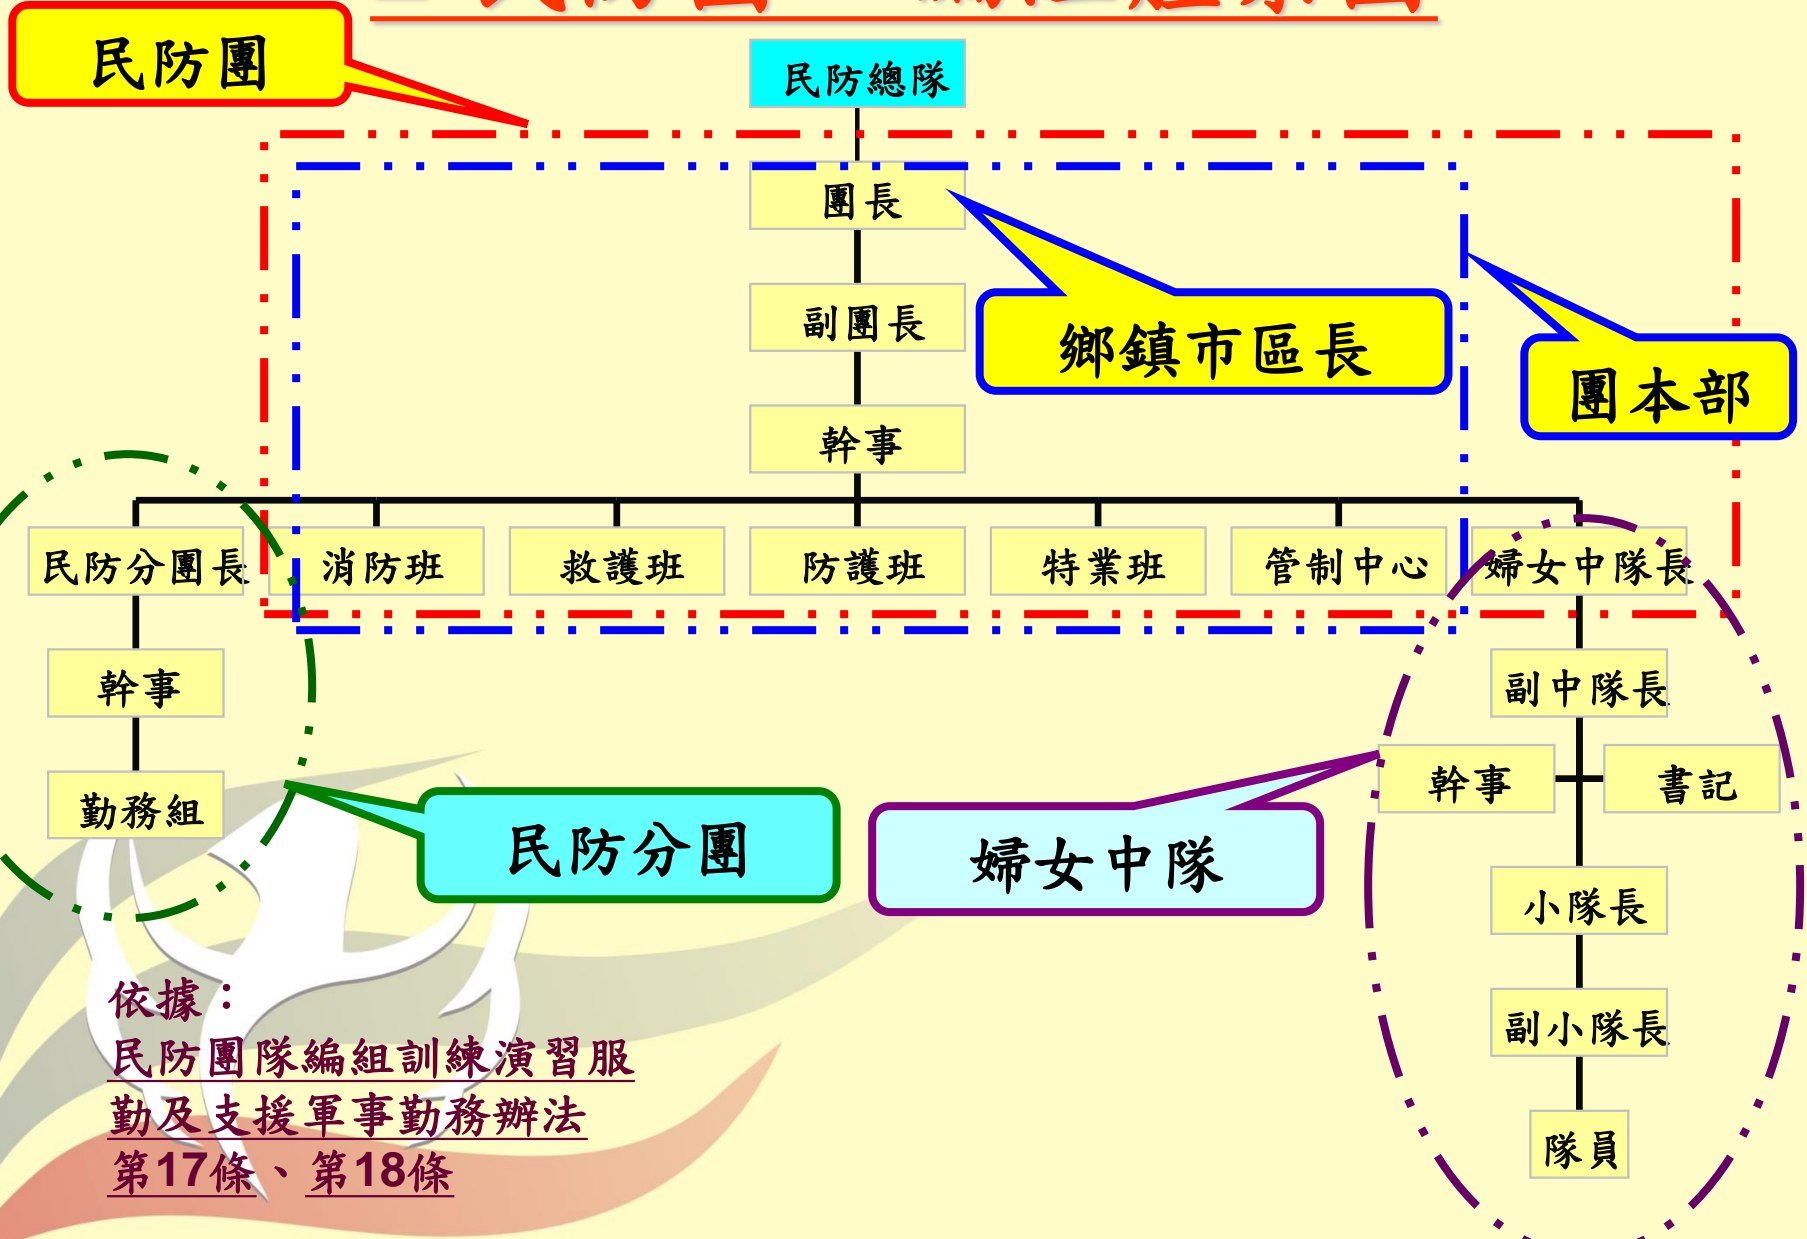 民防團
民防總隊
團長
副團長
鄉鎮市區長
團本部
幹事
民防分團長
消防班
救護班
防護班
特業班
管制中心
婦女中隊長
幹事
副中隊長
勤務組
幹事
書記
民防分團
婦女中隊
小隊長
副小隊長
隊員
依據：
民防團隊編組訓練演習服
勤及支援軍事勤務辦法
第17條、第18條